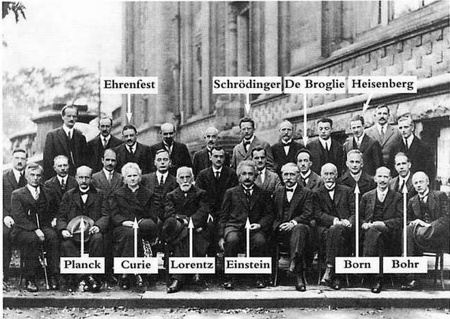 Ehrenfest
Schrödinger
De Broglie
Heisenberg
Planck
Curie
Lorentz
Einstein
Born
Bohr